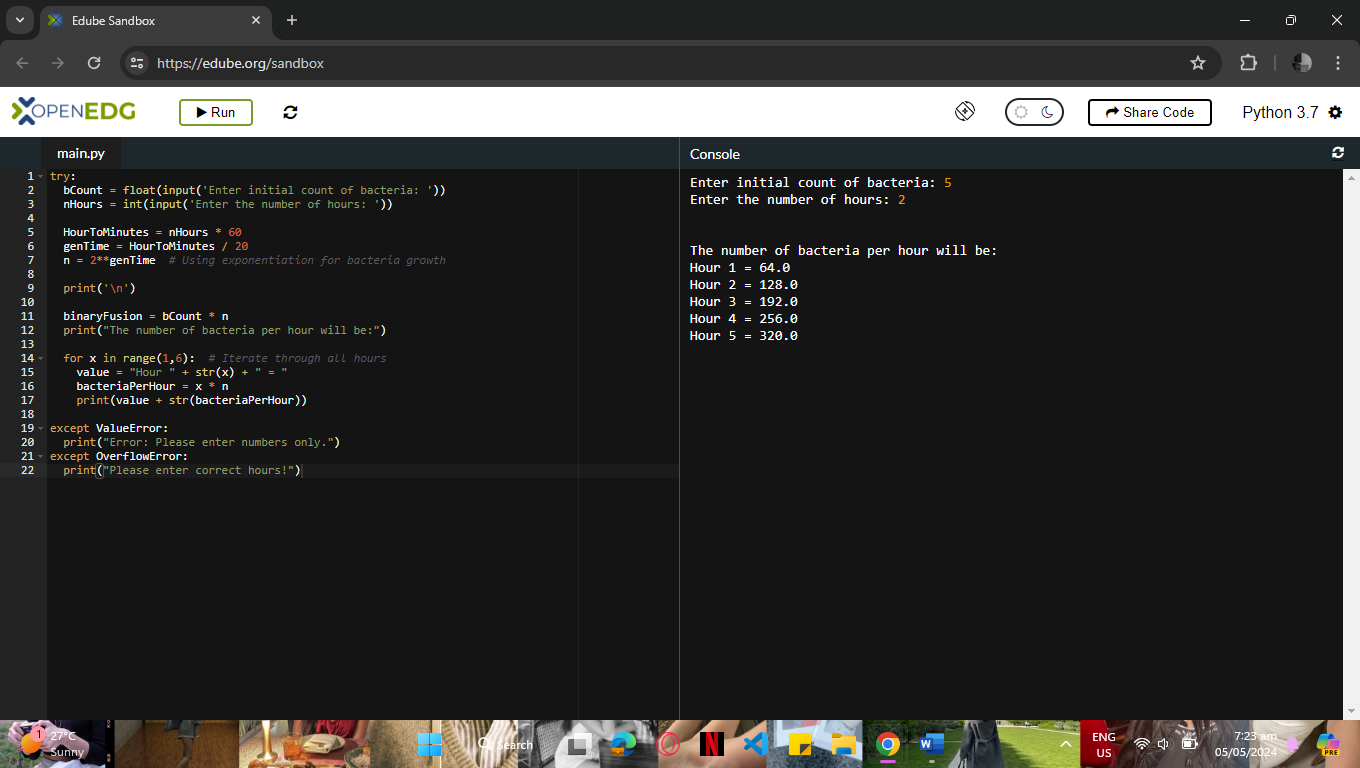 Edube Sandbox
https://edube.org/sandbox
OPENEDG
Run
Share Code
Python 3.7
main.py
1 try:
2   bCount = float(input('Enter initial count of bacteria: '))
3   nHours = int(input('Enter the number of hours: '))
4
5   HourToMinutes = nHours * 60
6   genTime = HourToMinutes / 20
7   n = 2**genTime  # Using exponentiation for bacteria growth
8
9   print('\n')
10
11   binaryFusion = bCount * n
12   print("The number of bacteria per hour will be:")
13
14   for x in range(1,6):  # Iterate through all hours
15     value = "Hour " + str(x) + " = "
16     bacteriaPerHour = x * n
17     print(value + str(bacteriaPerHour))
18
19 except ValueError:
20   print("Error: Please enter numbers only.")
21 except OverflowError:
22   print("Please enter correct hours!")
Console
Enter initial count of bacteria: 5
Enter the number of hours: 2
The number of bacteria per hour will be:
Hour 1 = 64.0
Hour 2 = 128.0
Hour 3 = 192.0
Hour 4 = 256.0
Hour 5 = 320.0
1
27°C
Sunny
Search
ENG
US
7:23 am
05/05/2024
PRE